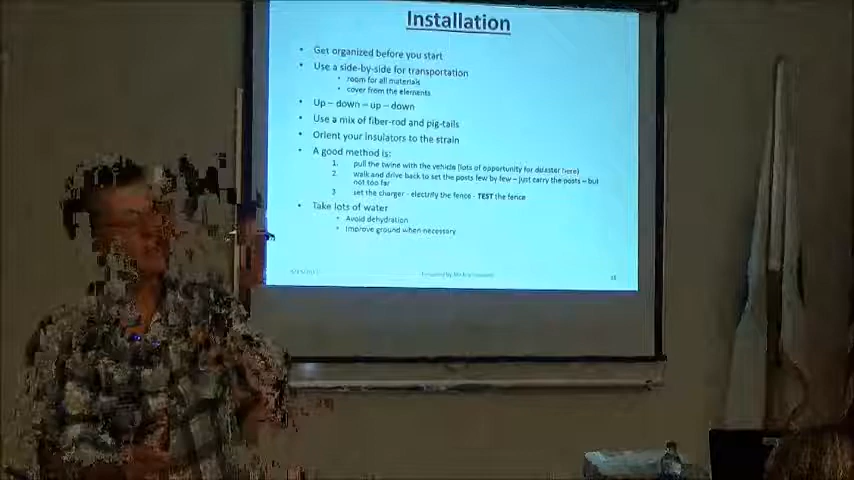 Installation
• Get organized before you start
• Use a side-by-side for transportation
• room for all materials
• cover from the elements
• Up – down – up – down
• Use a mix of fiber-rod and pig-tails
• Orient your insulators to the strain
• A good method is:
1. pull the twine with the vehicle (lots of opportunity for disaster here)
2. walk and drive back to set the posts few by few – just carry the posts – but
not too far
3 set the charger - electrify the fence - TEST the fence
• Take lots of water
• Avoid dehydration
• Improve ground when necessary